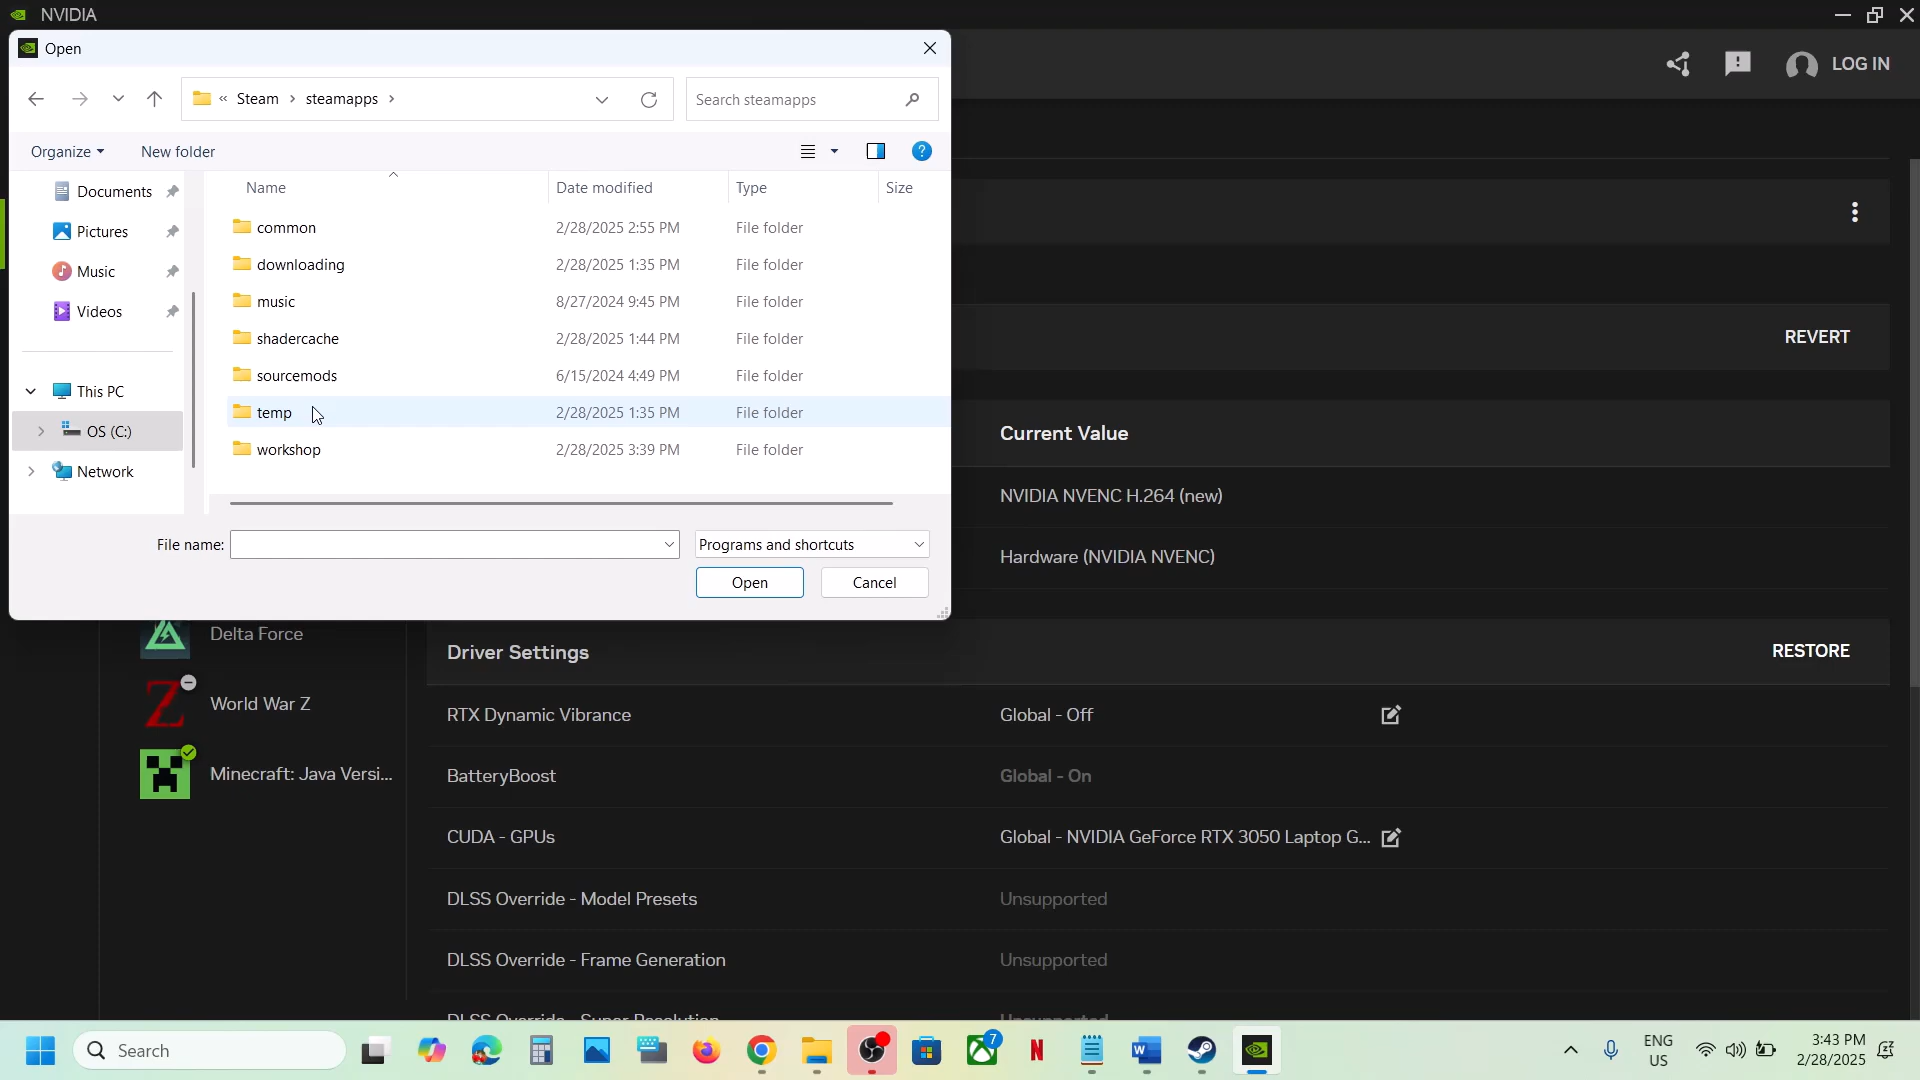 NVIDIA
Open
LOG IN
« Steam > steamapps >
Search steamapps
Organize
New folder
Name
Date modified
Type
Size
Documents
Pictures
Music
Videos
This PC
OS (C:)
Network
common 2/28/2025 2:55 PM File folder
downloading 2/28/2025 1:35 PM File folder
music 8/27/2024 9:45 PM File folder
shadercache 2/28/2025 1:44 PM File folder
sourcemods 6/15/2024 4:49 PM File folder
temp 2/28/2025 1:35 PM File folder
workshop 2/28/2025 3:39 PM File folder
File name:
Programs and shortcuts
Open
Cancel
REVERT
Current Value
NVIDIA NVENC H.264 (new)
Hardware (NVIDIA NVENC)
Delta Force
World War Z
Minecraft: Java Versi...
Driver Settings
RESTORE
RTX Dynamic Vibrance Global - Off
BatteryBoost Global - On
CUDA - GPUs Global - NVIDIA GeForce RTX 3050 Laptop G...
DLSS Override - Model Presets Unsupported
DLSS Override - Frame Generation Unsupported
DLSS Override - Super Resolution Unsupported
Search
7
ENG
US
3:43 PM
2/28/2025